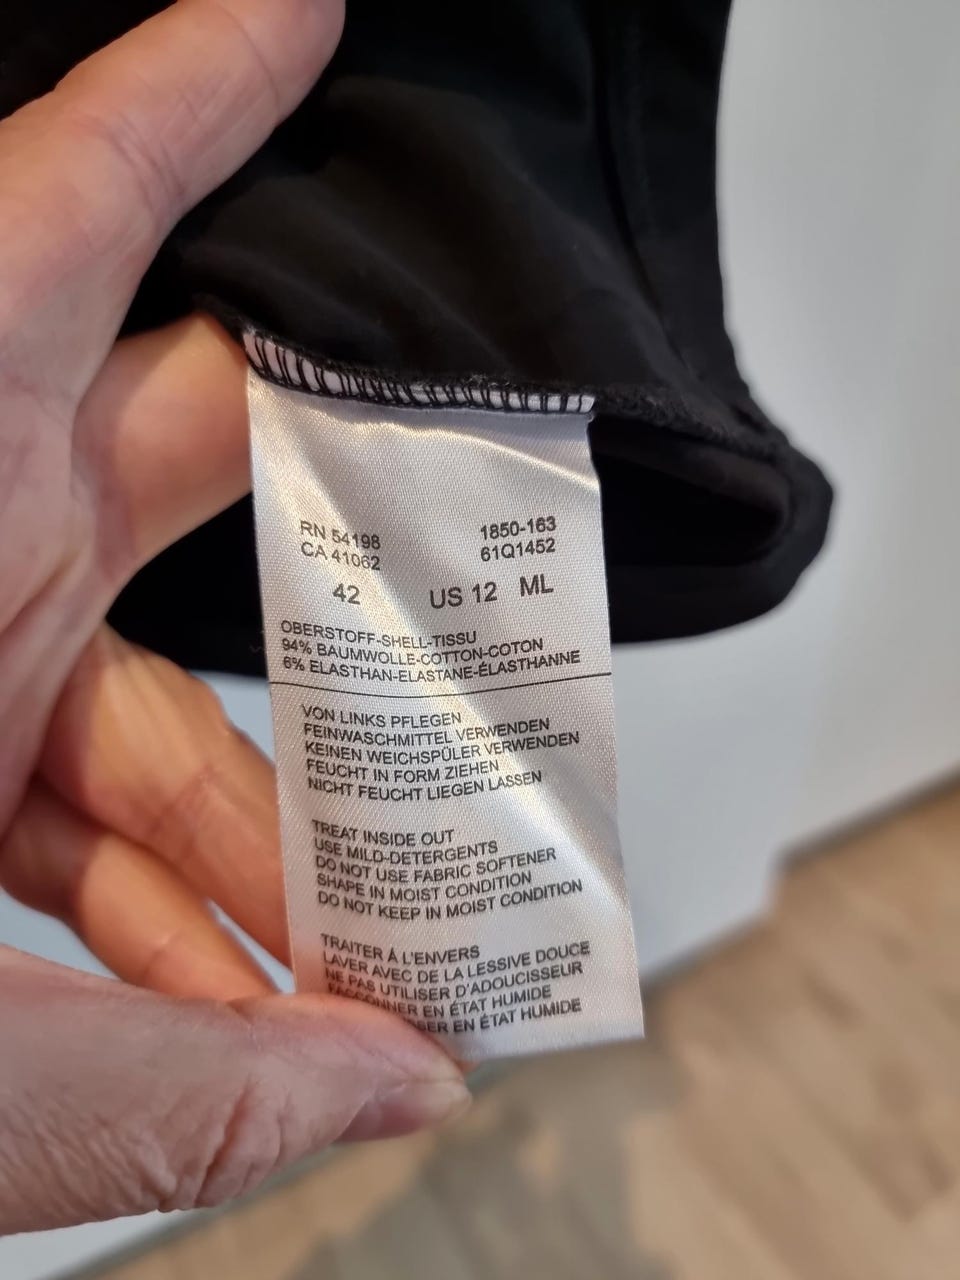 RN 54198
CA 41062
1850-163
61Q1452
42 US 12 ML
OBERSTOFF-SHELL-TISSU
94% BAUMWOLLE-COTTON-COTON
6% ELASTHAN-ELASTANE-ÉLASTHANNE
VON LINKS PFLEGEN
FEINWASCHMITTEL VERWENDEN
KEINEN WEICHSPÜLER VERWENDEN
FEUCHT IN FORM ZIEHEN
NICHT FEUCHT LIEGEN LASSEN
TREAT INSIDE OUT
USE MILD-DETERGENTS
DO NOT USE FABRIC SOFTENER
SHAPE IN MOIST CONDITION
DO NOT KEEP IN MOIST CONDITION
TRAITER Á L'ENVERS
LAVER AVEC DE LA LESSIVE DOUCE
NE PAS UTILISER D'ADOUCISSEUR
FACONNER EN ÉTAT HUMIDE
EN ÉTAT HUMIDE